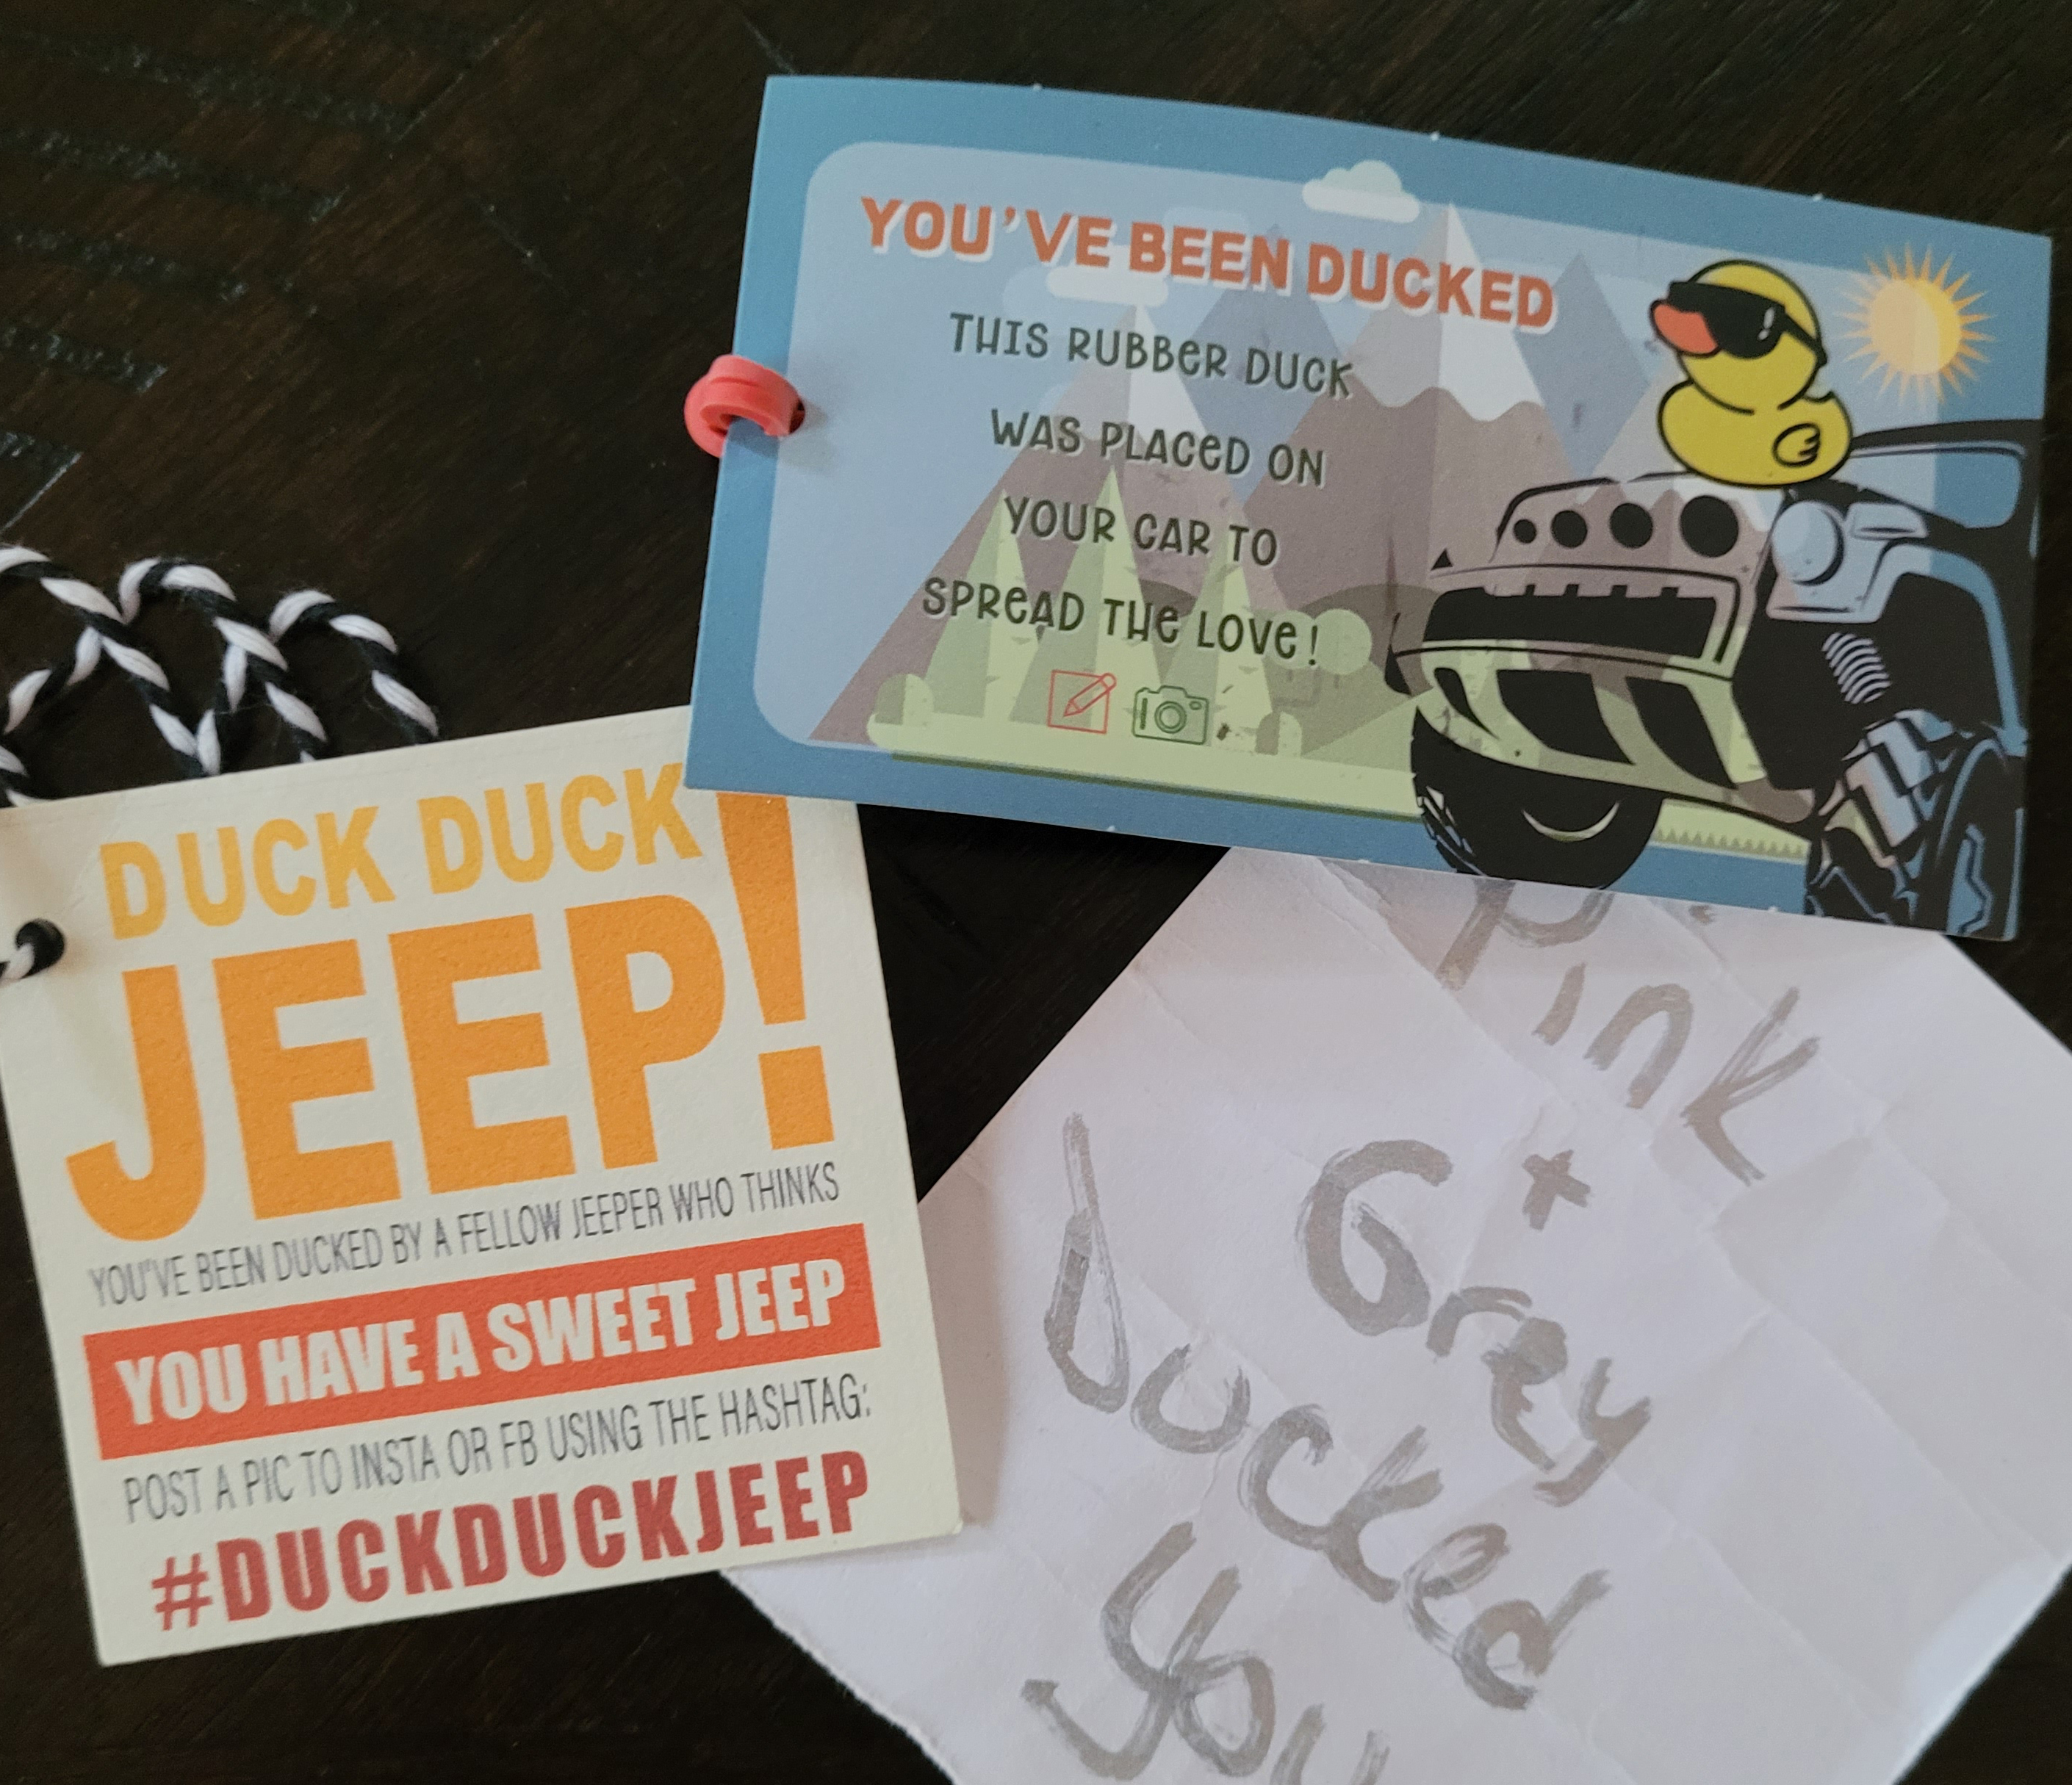 YOU'VE BEEN DUCKED
THIS RUBBER DUCK
WAS PLACED ON
YOUR CAR TO
SPREAD THE LOVE!
DUCK DUCK
JEEP!
YOU'VE BEEN DUCKED BY A FELLOW JEEPER WHO THINKS
YOU HAVE A SWEET JEEP
POST A PIC TO INSTA OR FB USING THE HASHTAG:
#DUCKDUCKJEEP
Pink
+
Grey
Ducked
you